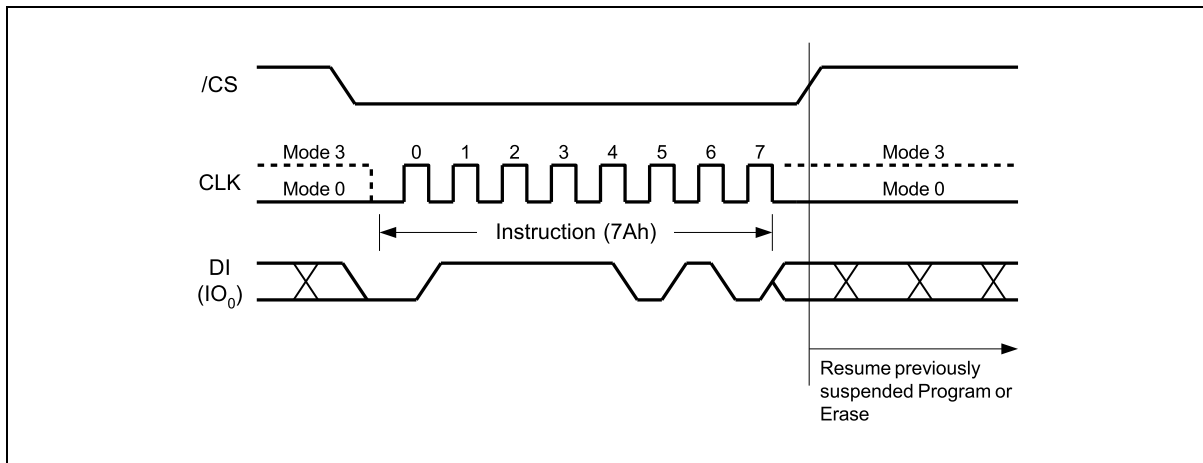 /CS
Mode 3
0 1 2 3 4 5 6 7
Mode 3
CLK
Mode 0
Mode 0
Instruction (7Ah)
DI
(IO₀)
Resume previously
suspended Program or
Erase